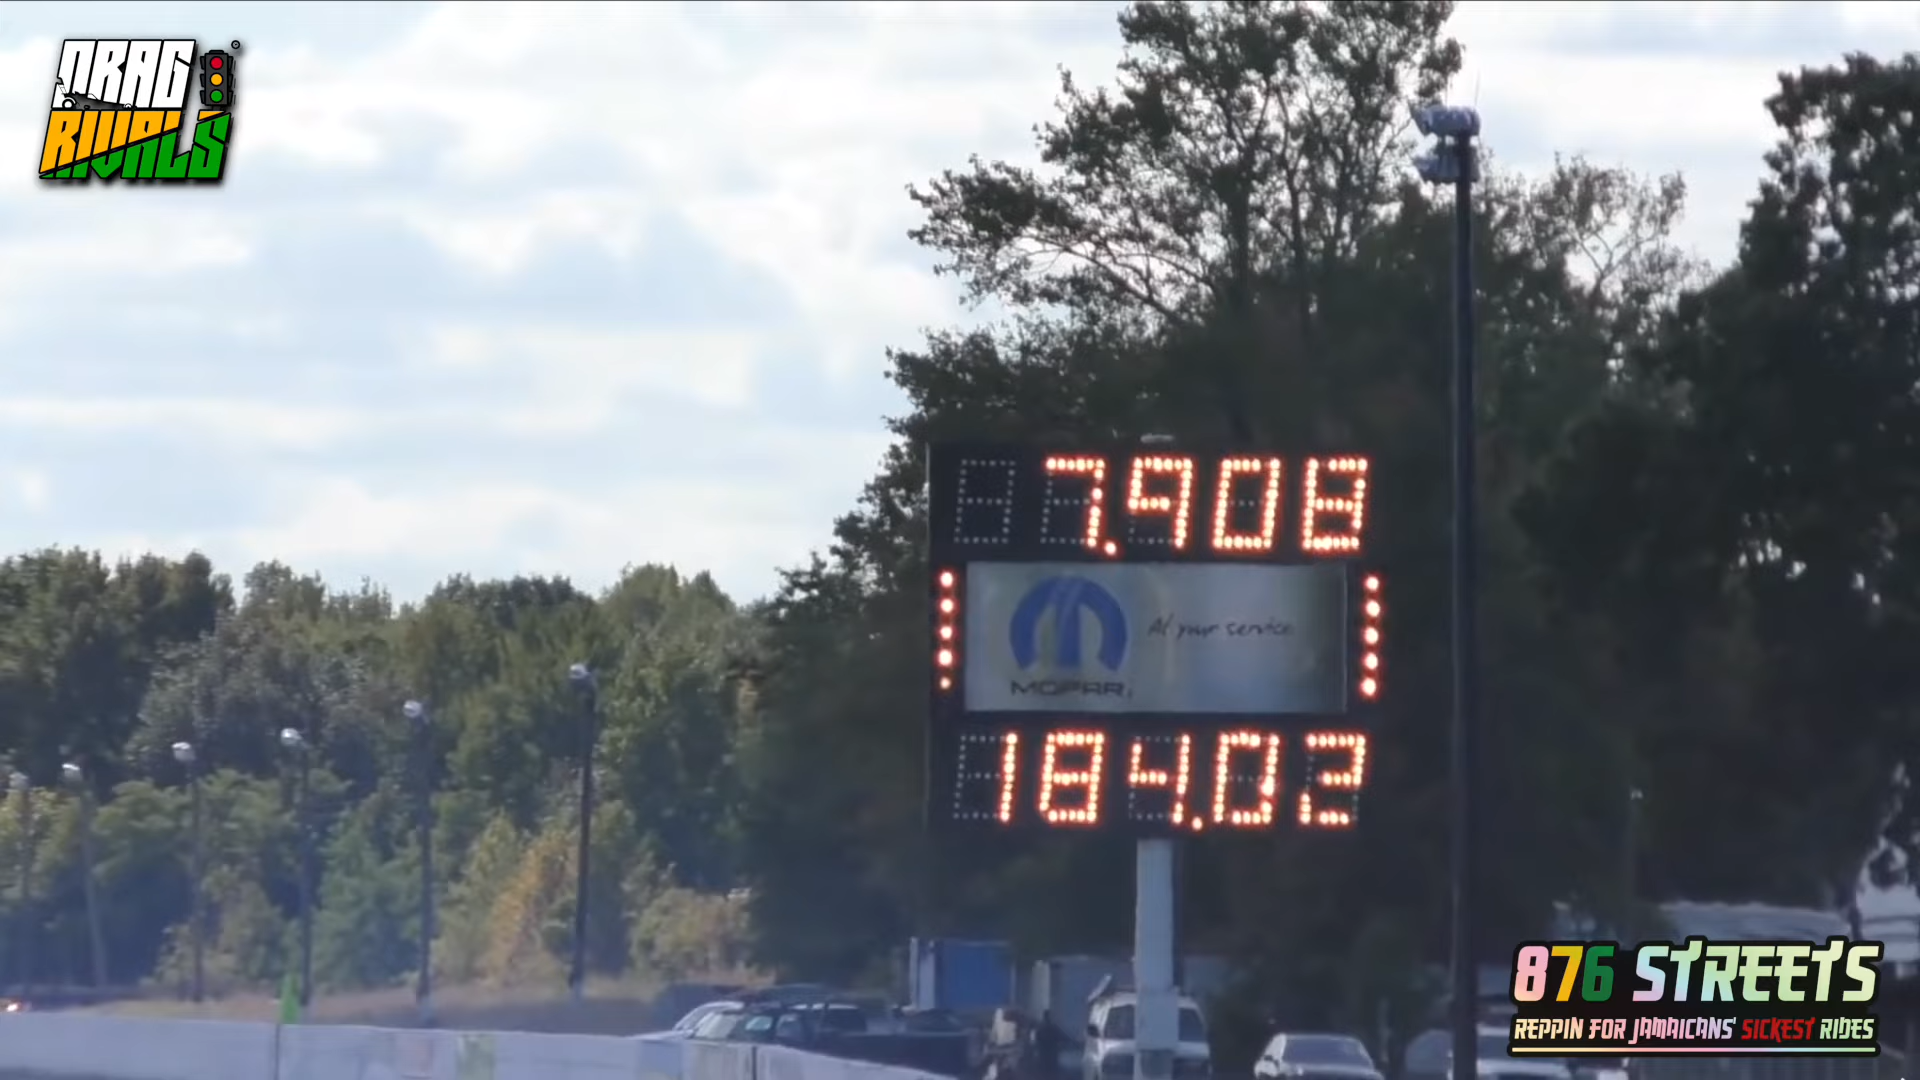 DRAG
RIVALS
7.908
At your service
MOPAR
184.02
876 STREETS
REPPIN FOR JAMAICANS' SICKEST RIDES